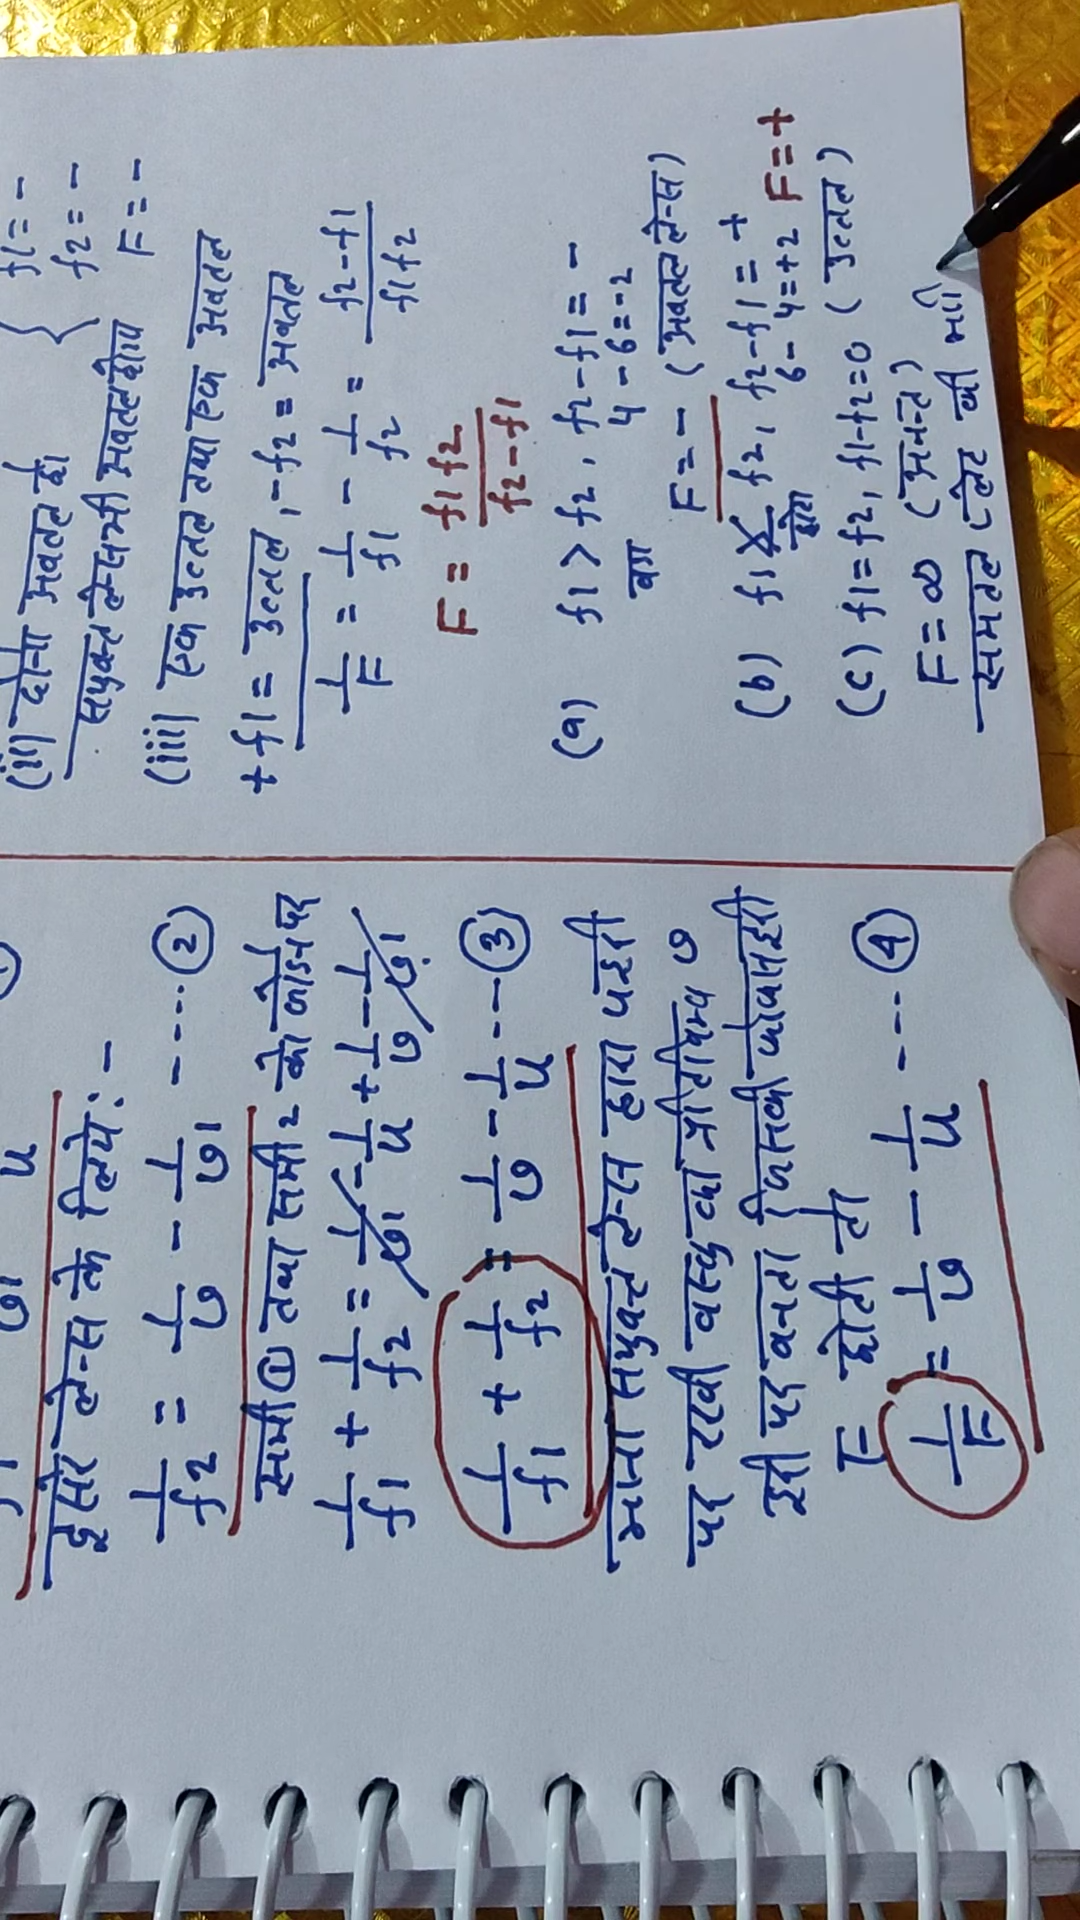 u
दूसरे लेन्स के लिये:-
1/f2 = 1/v - 1/v1 ---- ②
समी ① तथा समी 2 को जोड़ने पर
1/f1 + 1/f2 = 1/v1 - 1/u + 1/v - 1/v1
1/f1 + 1/f2 = 1/v - 1/u -- ③
माना संयुक्त लेन्स द्वारा
पर रखी वस्तु का प्रतिबिम्ब v
पर बनता जिसकी
F होती तो
1/F = 1/v - 1/u --- ④
f1 = -
(ii) दोनो अवतल हो f2 = -
संयुक्त लेन्स भी अवतल होगा F = -
(iii) एक उत्तल तथा एक अवतल
+f1 = उत्तल, -f2 = अवतल
1/F = 1/f1 - 1/f2 = f2-f1/f1f2
F = f1f2/f2-f1
(a) f1 > f2, f2-f1 = -
बड़ा 4-6=-2
F = - (अवतल लेन्स)
(b) f1 < f2, f2-f1 = +
छोटा 6-4=+2 F=+
(c) f1 = f2, f1-f2=0 (उत्तल)
F = ∞ (अनन्त)
समतल प्लेट की